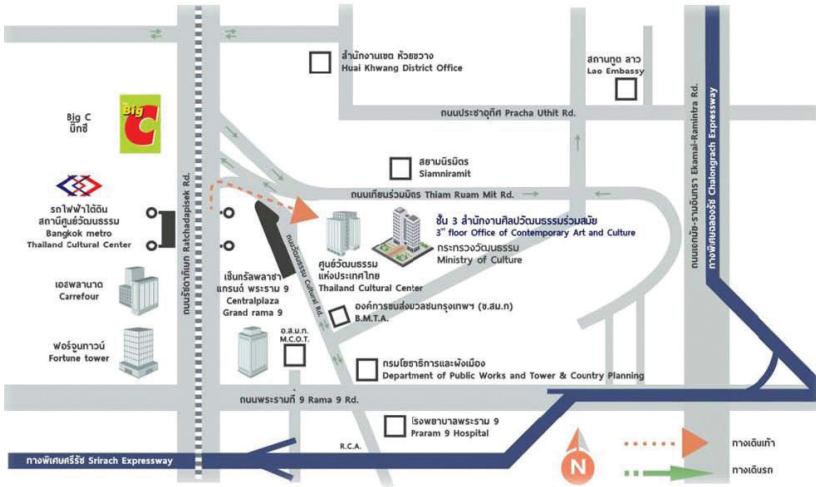 สำนักงานเขต ห้วยขวาง
Huai Khwang District Office
สถานทูต ลาว
Lao Embassy
Big C
บิ๊กซี
Big
C
ถนนประชาอุทิศ Pracha Uthit Rd.
สยามนิรมิต
Siamniramit
ถนนเทียมร่วมมิตร Thiam Ruam Mit Rd.
รถไฟฟ้าใต้ดิน
สถานีศูนย์วัฒนธรรม
Bangkok metro
Thailand Cultural Center
ถนนรัชดาภิเษก Ratchadapisek Rd.
ชั้น 3 สำนักงานศิลปวัฒนธรรมร่วมสมัย
3rd floor Office of Contemporary Art and Culture
กระทรวงวัฒนธรรม
Ministry of Culture
ศูนย์วัฒนธรรม
แห่งประเทศไทย
Thailand Cultural Center
ถนนวัฒนธรรม Cultural Rd.
ถนนเอกมัย-รามอินทรา Ekamai-Ramintra Rd.
ทางพิเศษฉลองรัช Chalongrach Expressway
เอสพลานาด
Carrefour
เซ็นทรัลพลาซา
แกรนด์ พระราม 9
Centralplaza
Grand rama 9
องค์การขนส่งมวลชนกรุงเทพฯ (ข.ส.ม.ก)
B.M.T.A.
ฟอร์จูนทาวน์
Fortune tower
อ.ส.ม.ท.
M.C.O.T.
กรมโยธาธิการและผังเมือง
Department of Public Works and Tower & Country Planning
ถนนพระรามที่ 9 Rama 9 Rd.
โรงพยาบาลพระราม 9
Praram 9 Hospital
R.C.A.
ทางพิเศษศรีรัช Srirach Expressway
N
ทางเดินเท้า
ทางเดินรถ